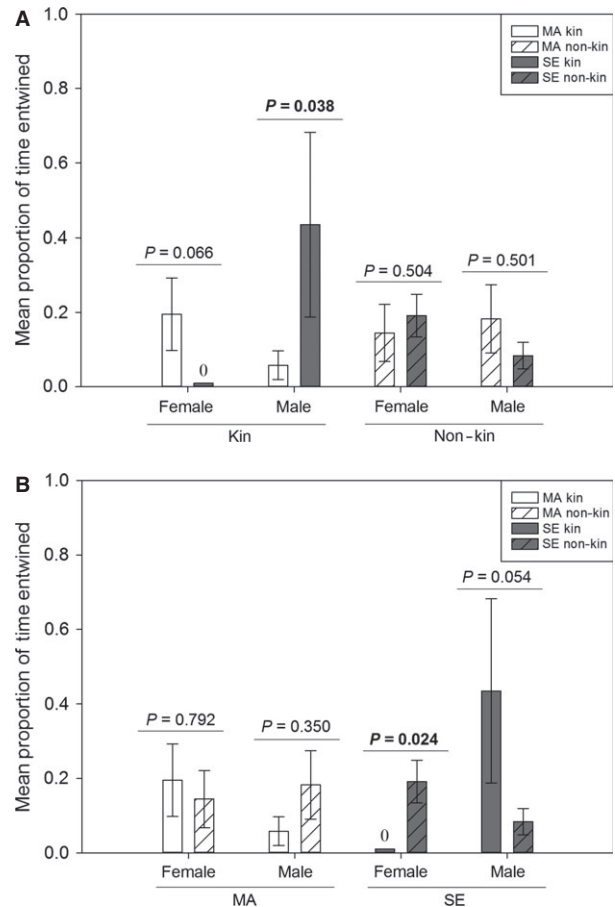 A
1.0
0.8
0.6
0.4
0.2
0.0
Mean proportion of time entwined
MA kin
MA non-kin
SE kin
SE non-kin
P = 0.038
P = 0.066
P = 0.504
P = 0.501
0
Female Male Female Male
Kin Non-kin
B
1.0
0.8
0.6
0.4
0.2
0.0
Mean proportion of time entwined
MA kin
MA non-kin
SE kin
SE non-kin
P = 0.054
P = 0.792
P = 0.350
P = 0.024
0
Female Male Female Male
MA SE